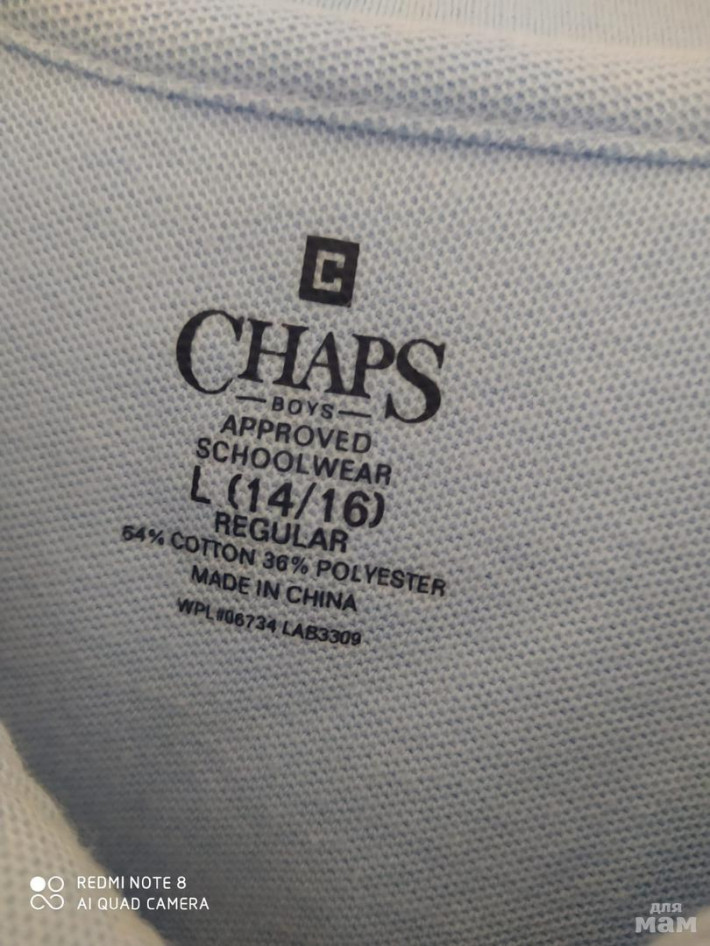 C
CHAPS
BOYS
APPROVED
SCHOOLWEAR
L (14/16)
REGULAR
64% COTTON 36% POLYESTER
MADE IN CHINA
WPL#06734 LAB3309
REDMI NOTE 8
AI QUAD CAMERA
для
мам